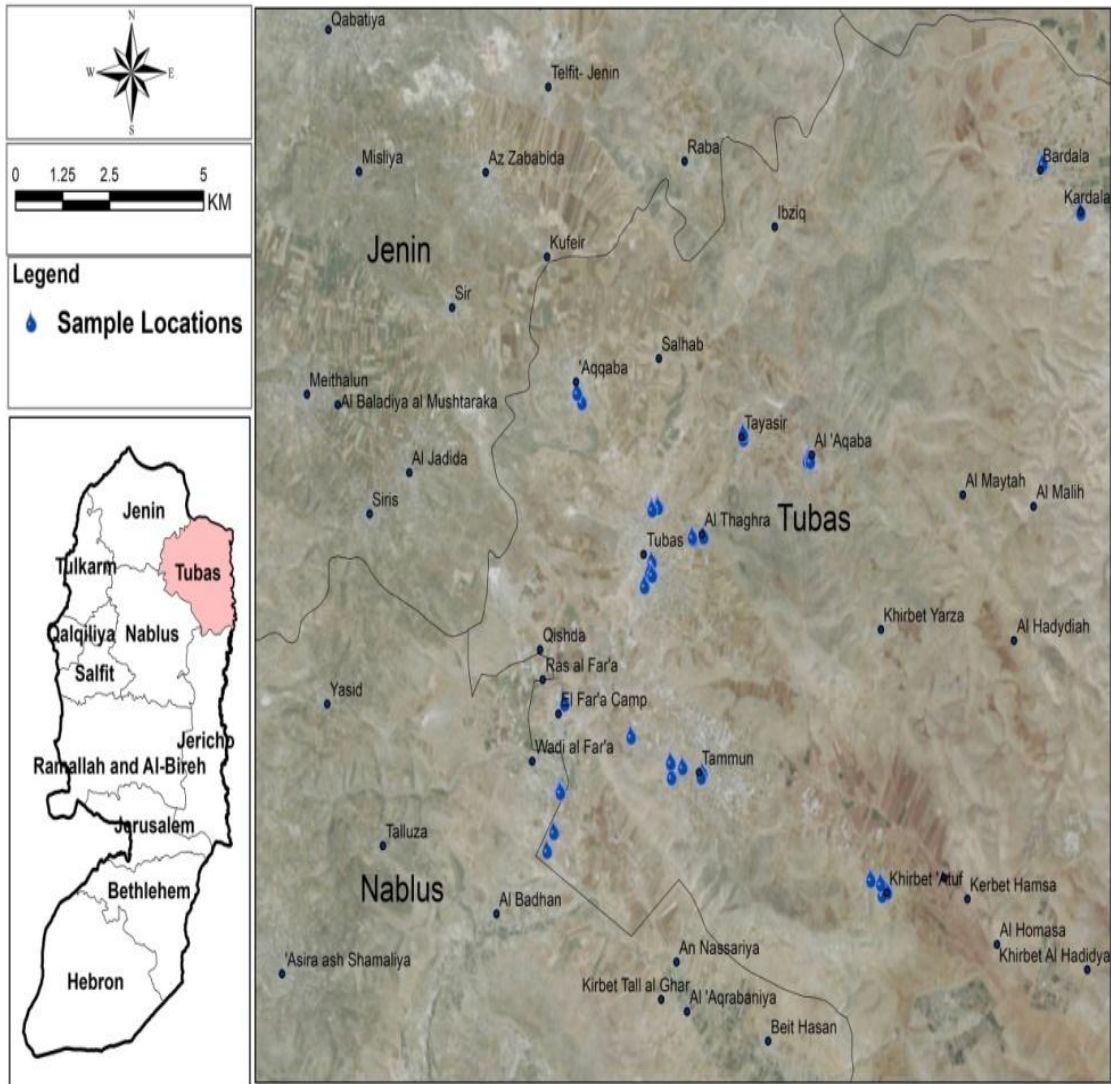 N
W E
S
0 1.25 2.5 5
KM
Legend
Sample Locations
Jenin
Tubas
Tulkarm
Qalqiliya
Nablus
Salfit
Jericho
Ramallah and Al-Bireh
Jerusalem
Bethlehem
Hebron
Qabatiya
Telfit- Jenin
Misliya
Az Zababida
Raba
Bardala
Kardala
Ibziq
Jenin
Kufeir
Sir
Salhab
'Aqqaba
Meithalun
Al Baladiya al Mushtaraka
Tayasir
Al 'Aqaba
Al Jadida
Siris
Al Maytah
Al Malih
Al Thaghra
Tubas
Tubas
Khirbet Yarza
Al Hadydiah
Qishda
Ras al Far'a
Yasid
El Far'a Camp
Wadi al Far'a
Tammun
Talluza
Nablus
Khirbet 'Atuf
Kerbet Hamsa
Al Badhan
Al Homasa
Khirbet Al Hadidya
An Nassariya
'Asira ash Shamaliya
Kirbet Tall al Ghar
Al 'Aqrabaniya
Beit Hasan